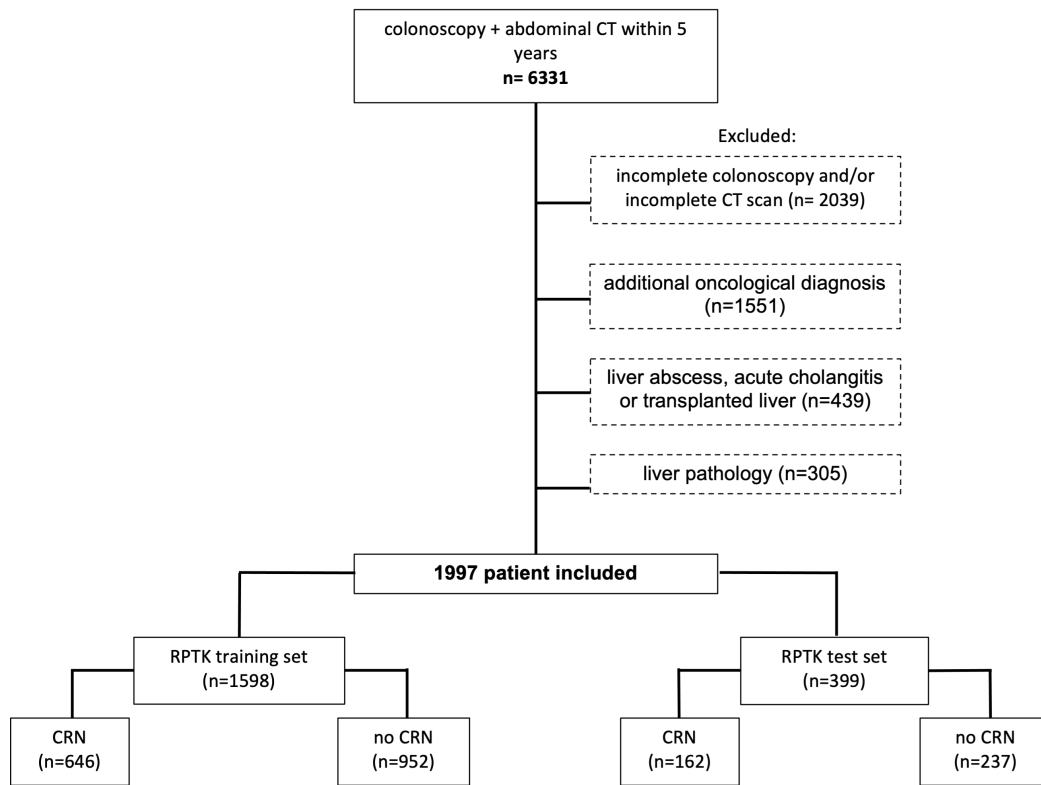 colonoscopy + abdominal CT within 5
years
n= 6331
Excluded:
incomplete colonoscopy and/or
incomplete CT scan (n= 2039)
additional oncological diagnosis
(n=1551)
liver abscess, acute cholangitis
or transplanted liver (n=439)
liver pathology (n=305)
1997 patient included
RPTK training set
(n=1598)
RPTK test set
(n=399)
CRN
(n=646)
no CRN
(n=952)
CRN
(n=162)
no CRN
(n=237)